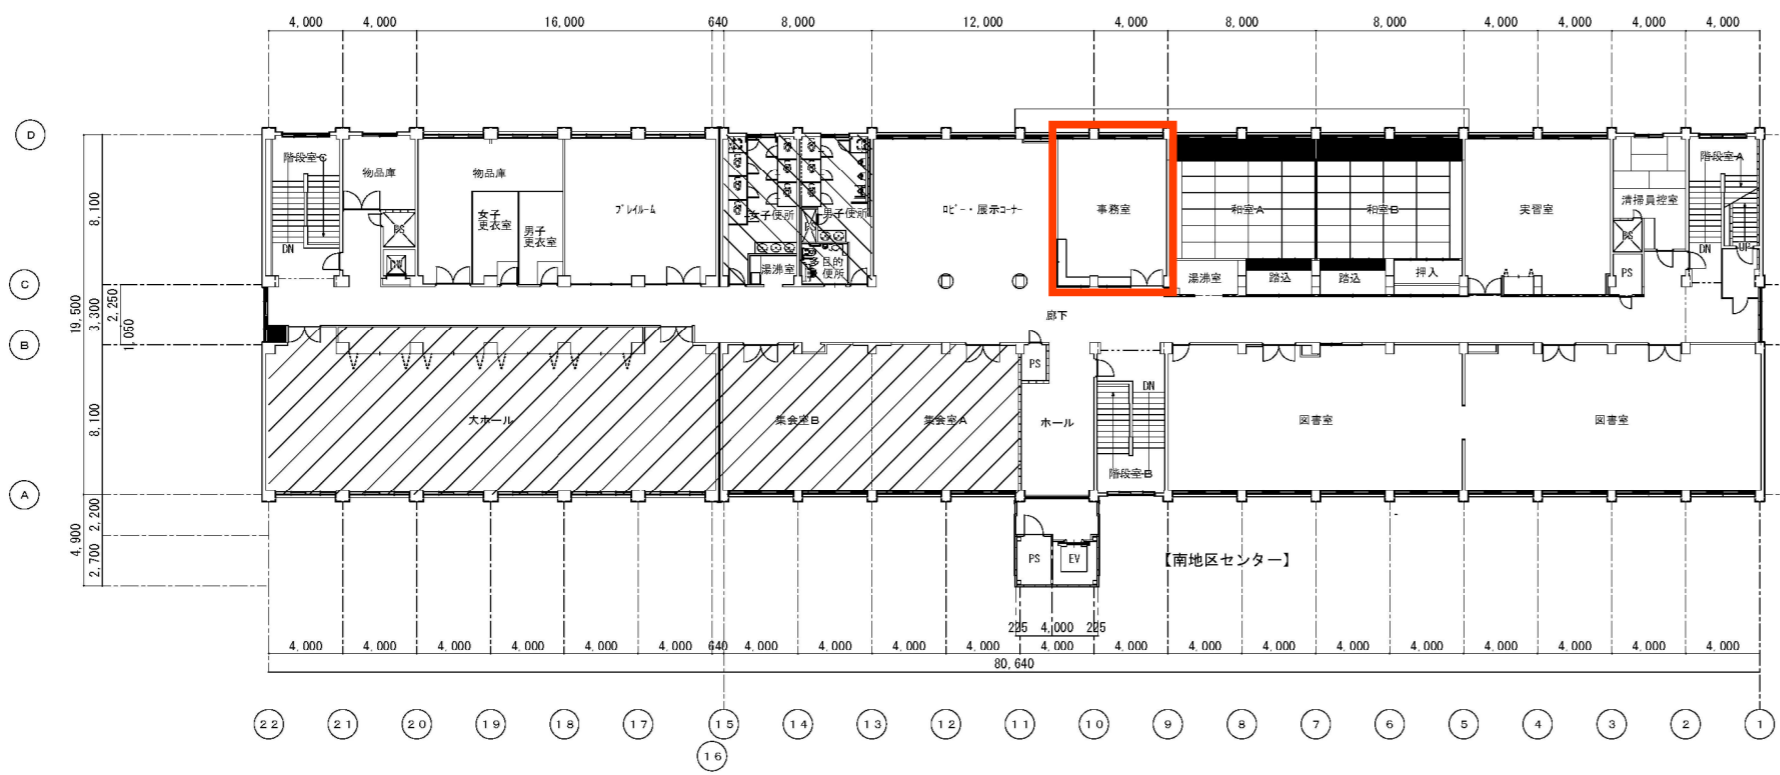 4,000 4,000 16,000 640 8,000 12,000 4,000 8,000 8,000 4,000 4,000 4,000 4,000
D
階段室C
物品庫
物品庫
女子
更衣室
男子
更衣室
プレイルーム
女子便所
男子便所
多目的
便所
湯沸室
ロビー・展示コーナー
事務室
和室A
和室B
実習室
清掃員控室
階段室A
DN
PS
DW
PS
湯沸室
踏込
踏込
押入
PS
PS
DN
UP
8,100
C
19,500
3,300
2,250
1,050
廊下
B
8,100
大ホール
集会室B
集会室A
PS
ホール
DN
階段室B
図書室
図書室
A
4,900
2,200
2,700
PS
EV
【南地区センター】
225 4,000 225
4,000 4,000 4,000 4,000 4,000 4,000 640 4,000 4,000 4,000 4,000 4,000 4,000 4,000 4,000 4,000 4,000 4,000 4,000 4,000 4,000
80,640
22 21 20 19 18 17 15 14 13 12 11 10 9 8 7 6 5 4 3 2 1
16